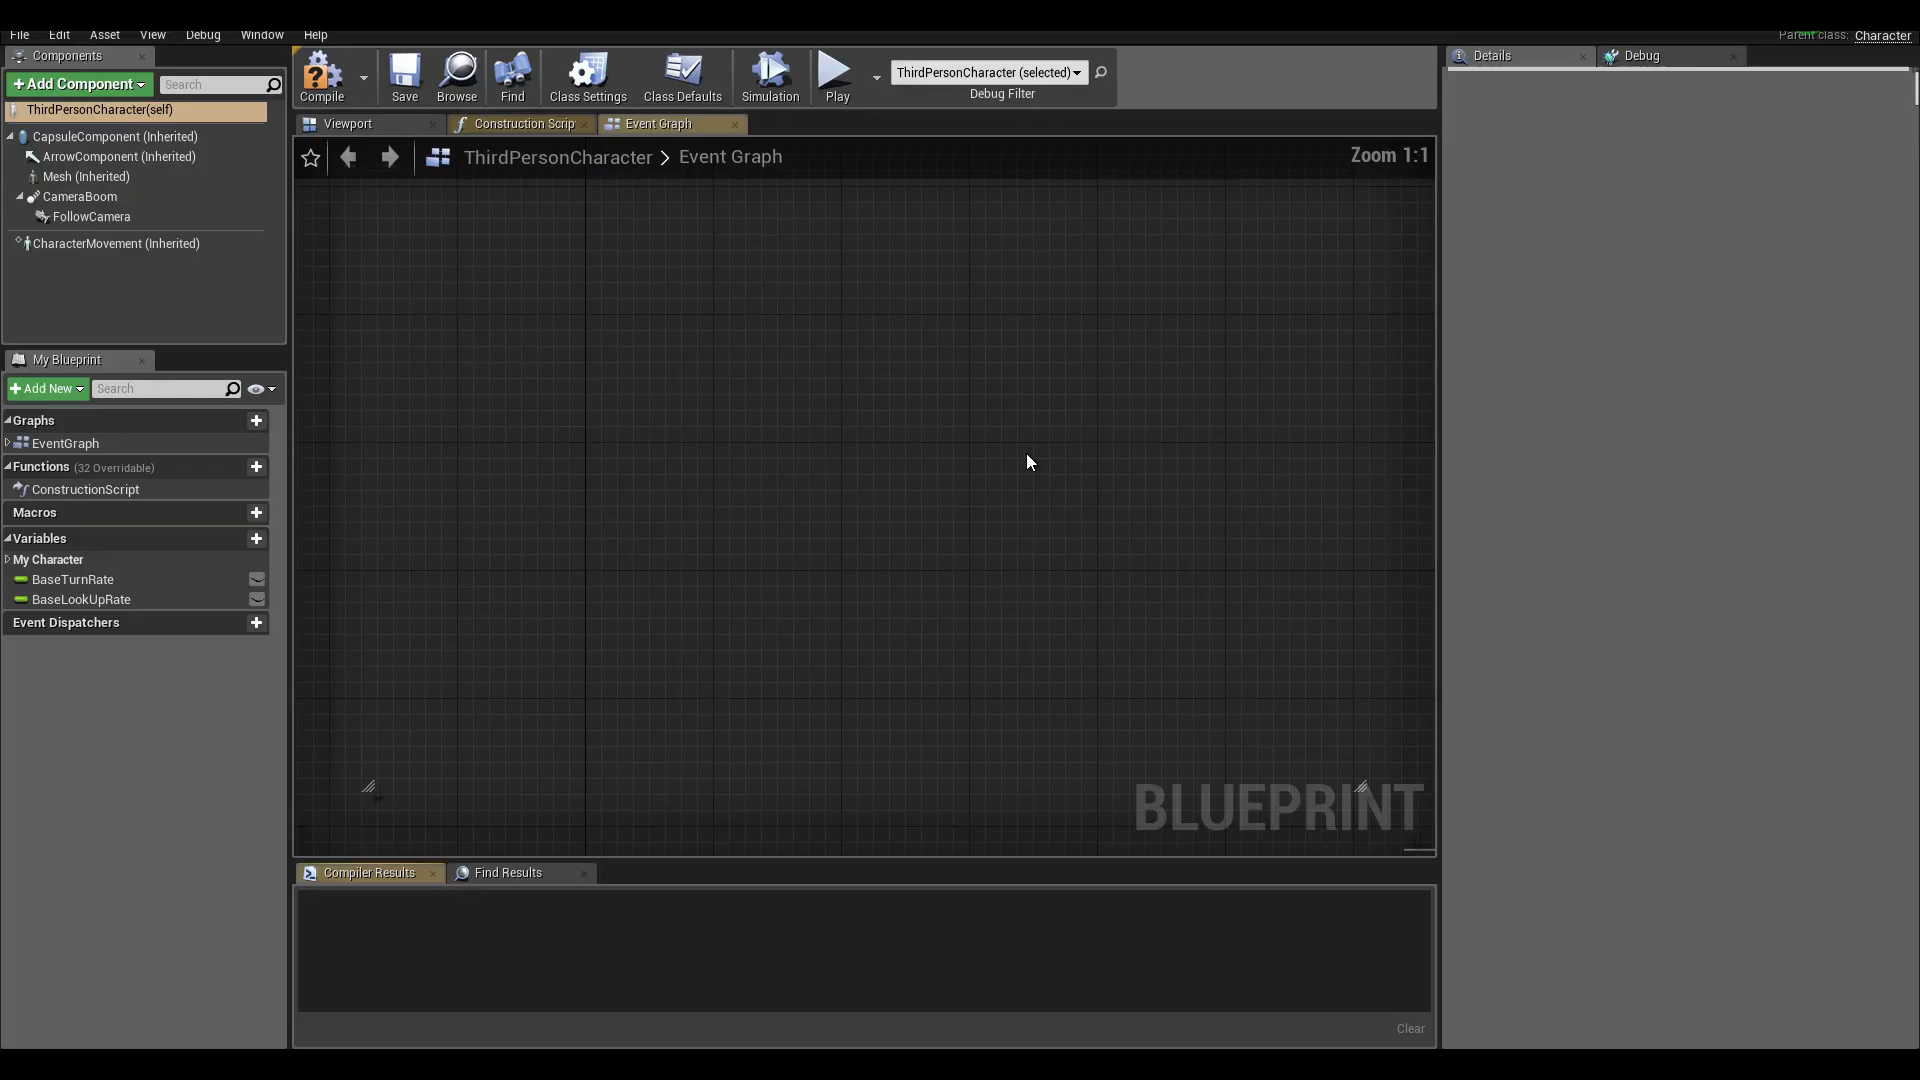 File Edit Asset View Debug Window Help
Parent class: Character
Components
+ Add Component
Search
ThirdPersonCharacter(self)
CapsuleComponent (Inherited)
ArrowComponent (Inherited)
Mesh (Inherited)
CameraBoom
FollowCamera
CharacterMovement (Inherited)
My Blueprint
+ Add New
Search
Graphs
EventGraph
Functions (32 Overridable)
ConstructionScript
Macros
Variables
My Character
BaseTurnRate
BaseLookUpRate
Event Dispatchers
Compile Save Browse Find Class Settings Class Defaults Simulation Play
ThirdPersonCharacter (selected)
Debug Filter
Viewport
Construction Scrip
Event Graph
ThirdPersonCharacter > Event Graph
Zoom 1:1
BLUEPRINT
Compiler Results
Find Results
Clear
Details
Debug